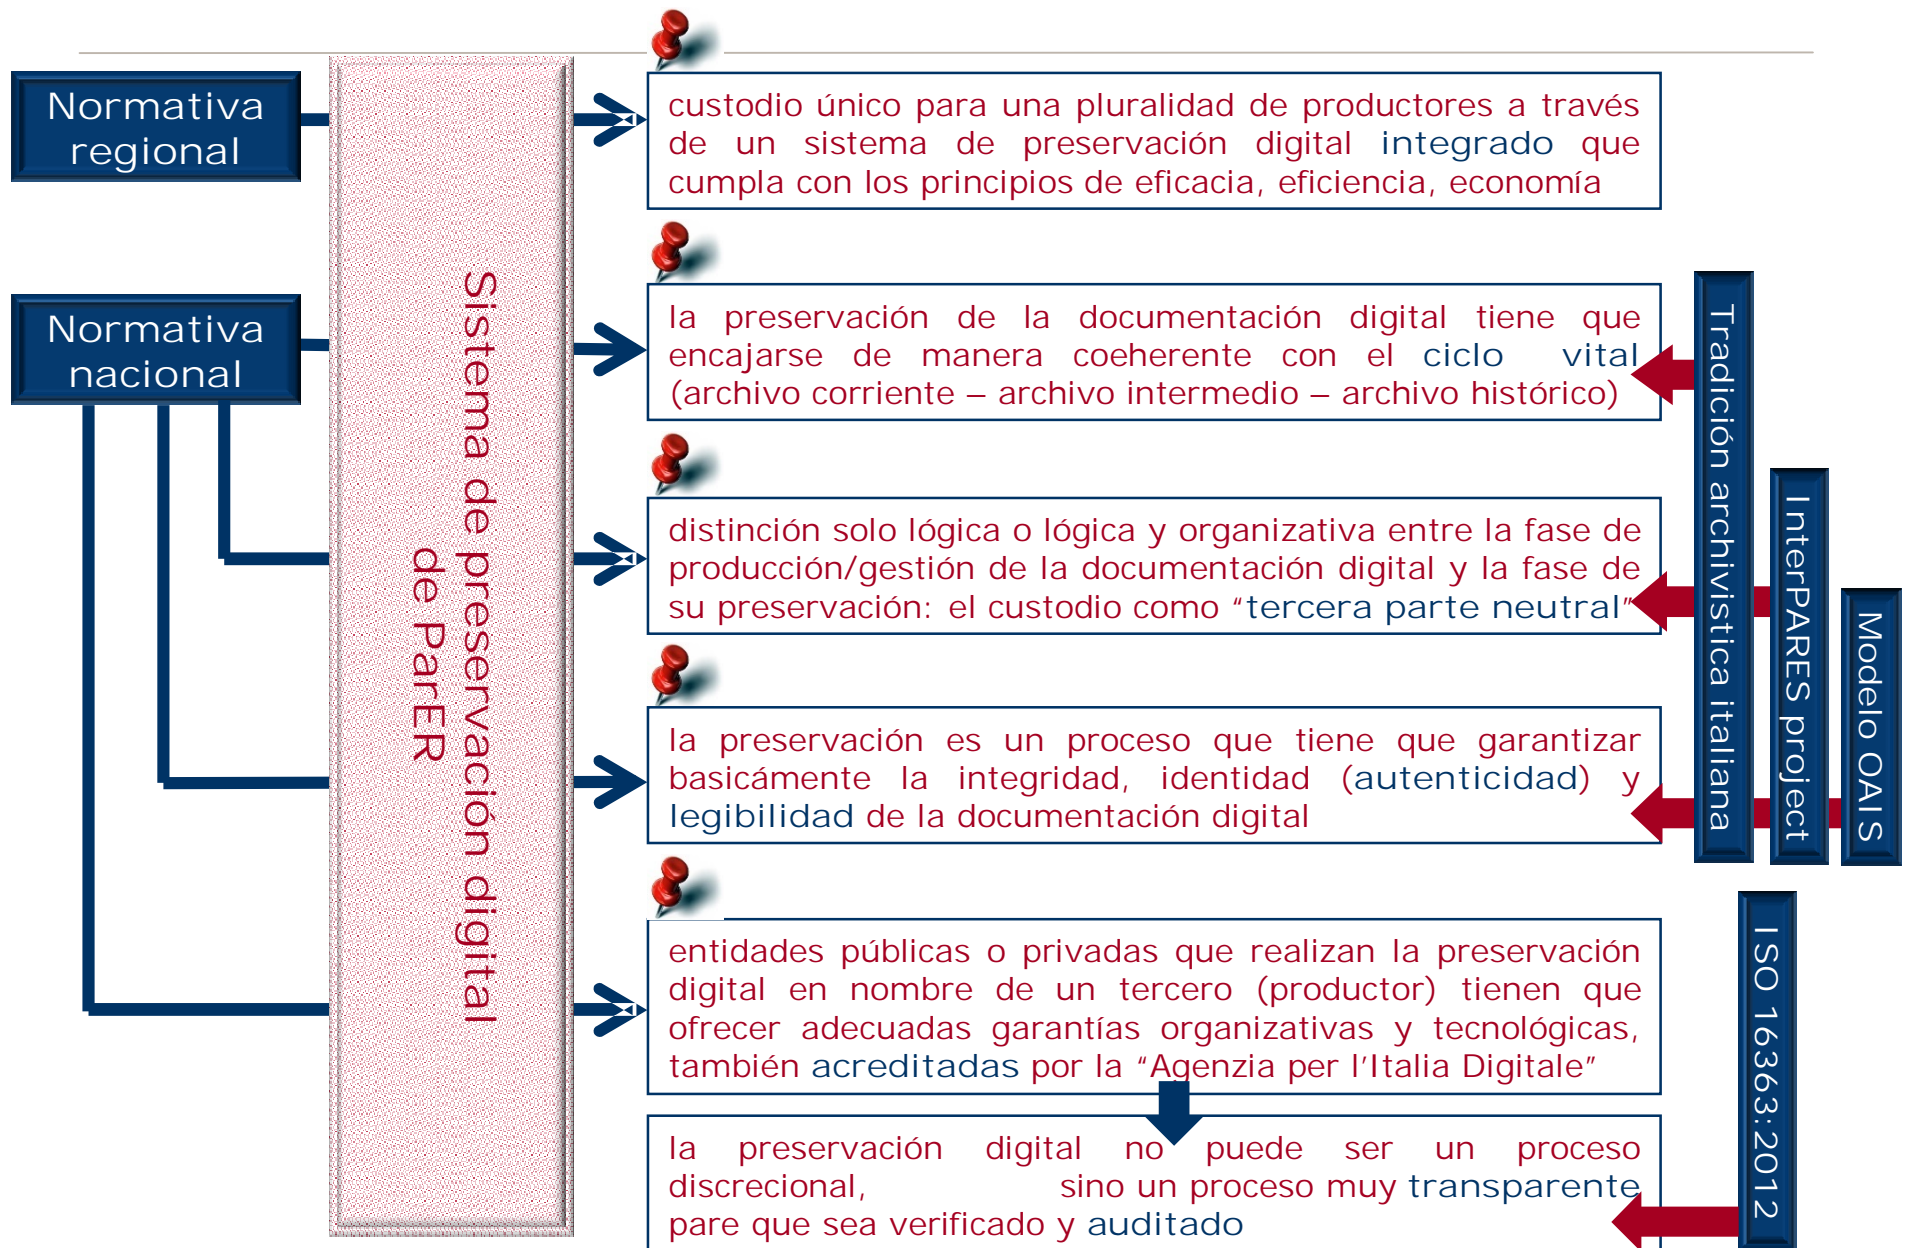 Normativa
regional
Normativa
nacional
Sistema de preservación digital
de ParER
custodio único para una pluralidad de productores a través
de un sistema de preservación digital integrado que
cumpla con los principios de eficacia, eficiencia, economía
la preservación de la documentación digital tiene que
encajarse de manera coeherente con el ciclo vital
(archivo corriente – archivo intermedio – archivo histórico)
distinción solo lógica o lógica y organizativa entre la fase de
producción/gestión de la documentación digital y la fase de
su preservación: el custodio como “tercera parte neutral”
la preservación es un proceso que tiene que garantizar
basicámente la integridad, identidad (autenticidad) y
legibilidad de la documentación digital
entidades públicas o privadas que realizan la preservación
digital en nombre de un tercero (productor) tienen que
ofrecer adecuadas garantías organizativas y tecnológicas,
también acreditadas por la “Agenzia per l'Italia Digitale”
la preservación digital no puede ser un proceso
discrecional, sino un proceso muy transparente
pare que sea verificado y auditado
Tradición archivistica italiana
InterPARES project
Modelo OAIS
ISO 16363:2012